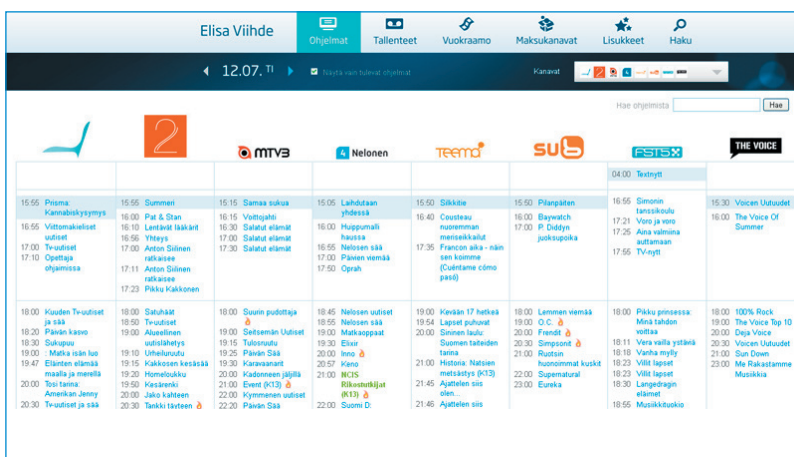 Elisa Viihde
Ohjelmat
Tallenteet
Vuokraamo
Maksukanavat
Lisukkeet
Haku
12.07. TI
Näytä vain tulevat ohjelmat
Kanavat
Hae ohjelmista
Hae
2
MTV3
4 Nelonen
Teema
SUB
FST5
THE VOICE
04:00 Textnytt
15:55 Prisma:
Kannabiskysymys
16:55 Viittomakieliset
uutiset
17:00 Tv-uutiset
17:10 Opettaja
ohjaimissa
15:55 Summeri
16:00 Pat & Stan
16:10 Lentävät lääkärit
16:56 Yhteys
17:00 Anton Siilinen
ratkaisee
17:11 Anton Siilinen
ratkaisee
17:23 Pikku Kakkonen
15:15 Samaa sukua
16:15 Voittojahti
16:30 Salatut elämät
17:00 Salatut elämät
17:30 Salatut elämät
15:05 Laihdutaan
yhdessä
16:00 Huippumalli
haussa
16:55 Nelosen sää
17:00 Päivien viemää
17:50 Oprah
15:50 Silkkitie
16:40 Cousteau
nuoremman
meriseikkailut
17:35 Francon aika - näin
sen koimme
(Cuéntame cómo
pasó)
15:50 Pilanpäiten
16:00 Baywatch
17:00 P. Diddyn
juoksupoika
16:55 Simonin
tanssikoulu
17:21 Voro ja voro
17:25 Aina valmiina
auttamaan
17:55 TV-nytt
15:30 Voicen Uutuudet
16:00 The Voice Of
Summer
18:00 Kuuden Tv-uutiset
ja sää
18:20 Päivän kasvo
18:30 Sukupuu
19:00 : Matka isän luo
19:47 Eläinten elämää
maalla ja merellä
20:00 Tosi tarina:
Amerikan Jenny
20:30 Tv-uutiset ja sää
18:00 Satuhäät
18:50 Tv-uutiset
19:00 Alueellinen
uutislähetys
19:10 Urheiluruutu
19:15 Kakkosen kesäsää
19:20 Homeloukku
19:50 Kesärenki
20:00 Jako kahteen
20:30 Tankki täyteen
18:00 Suurin pudottaja
19:00 Seitsemän Uutiset
19:15 Tulosruutu
19:25 Päivän Sää
19:30 Karavaanarit
20:00 Kadonneen jäljillä
21:00 Event (K13)
22:00 Kymmenen uutiset
22:20 Päivän Sää
18:45 Nelosen uutiset
18:55 Nelosen sää
19:00 Matkaoppaat
19:30 Elixir
20:00 Inno
20:57 Keno
21:00 NCIS
Rikostutkijat
(K13)
22:00 Suomi D:
19:00 Kevään 17 hetkeä
19:54 Lapset puhuvat
20:00 Sininen laulu:
Suomen taiteiden
tarina
21:00 Historia: Natsien
metsästys (K13)
21:45 Ajattelen siis
olen...
21:46 Ajattelen siis
18:00 Lemmen viemää
19:00 O.C.
20:00 Frendit
20:30 Simpsonit
21:00 Ruotsin
huonoimmat kuskit
22:00 Supernatural
23:00 Eureka
18:00 Pikku prinsessa:
Minä tahdon
voittaa
18:11 Vera vailla ystäviä
18:18 Vanha mylly
18:23 Villit lapset
18:23 Villit lapset
18:30 Langedragin
eläimet
18:55 Musiikkituokio
18:00 100% Rock
19:00 The Voice Top 10
20:00 Deja Voice
20:30 Voicen Uutuudet
21:00 Sun Down
23:00 Me Rakastamme
Musiikkia